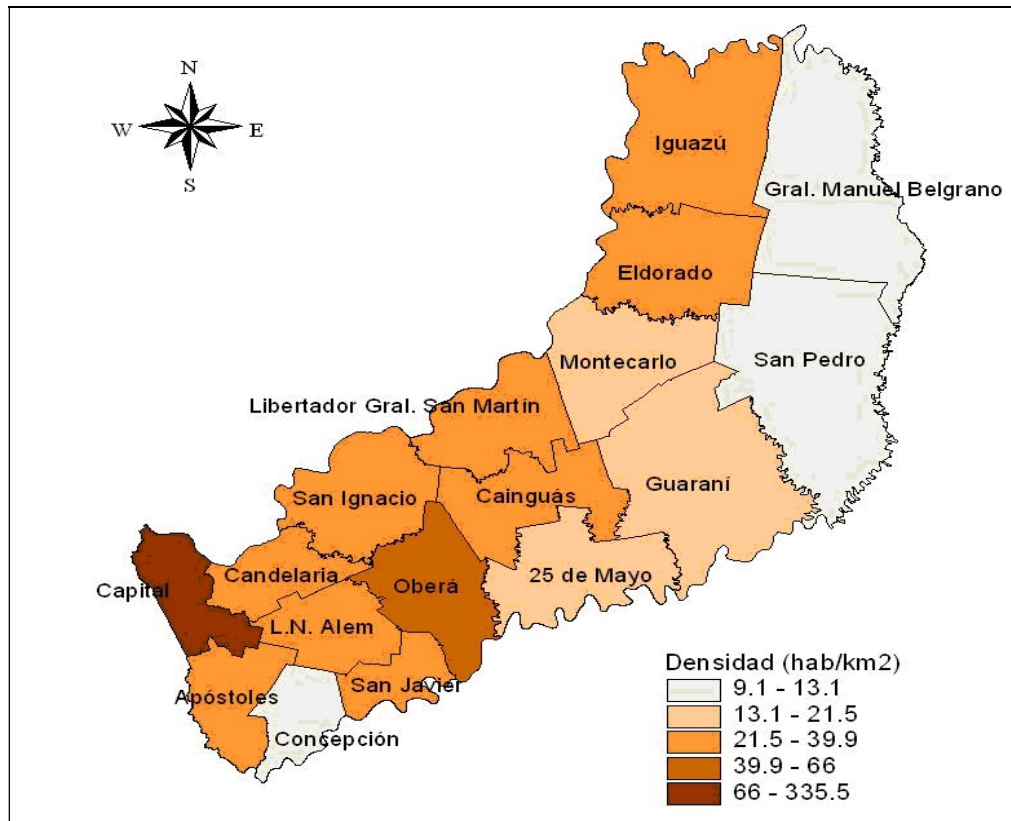 N
W E
S
Iguazú
Gral. Manuel Belgrano
Eldorado
Montecarlo
San Pedro
Libertador Gral. San Martín
Guaraní
San Ignacio
Cainguás
Candelaria
25 de Mayo
Oberá
Capital
L.N. Alem
San Javier
Apóstoles
Concepción
Densidad (hab/km2)
9.1 - 13.1
13.1 - 21.5
21.5 - 39.9
39.9 - 66
66 - 335.5